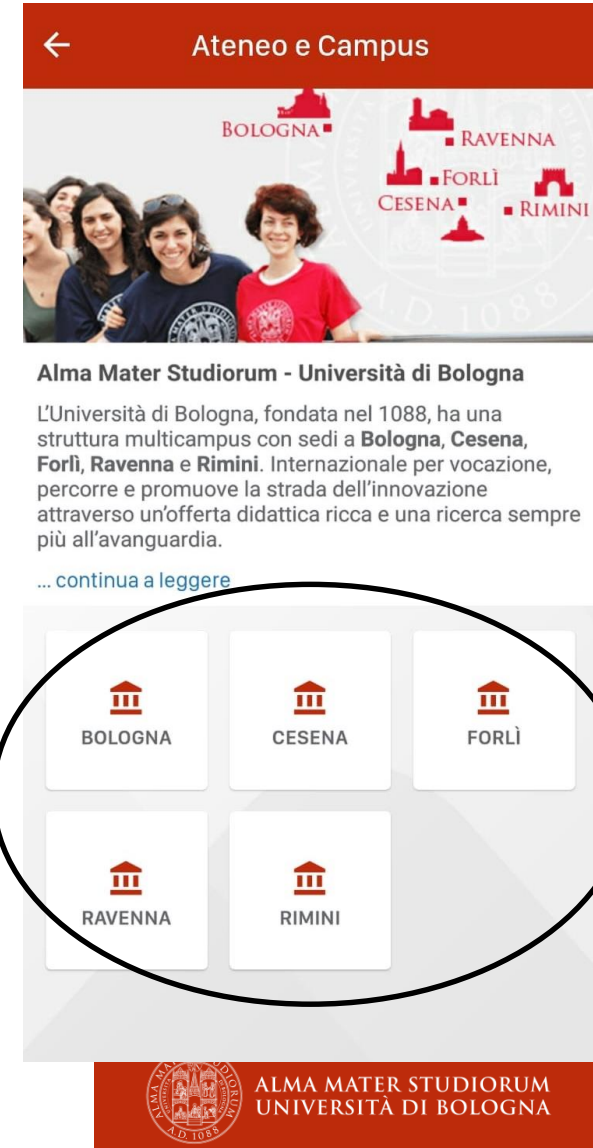 Ateneo e Campus
BOLOGNA
RAVENNA
FORLÌ
CESENA
RIMINI
A.D. 1088
Alma Mater Studiorum - Università di Bologna
L'Università di Bologna, fondata nel 1088, ha una
struttura multicampus con sedi a Bologna, Cesena,
Forlì, Ravenna e Rimini. Internazionale per vocazione,
percorre e promuove la strada dell'innovazione
attraverso un'offerta didattica ricca e una ricerca sempre
più all'avanguardia.
... continua a leggere
BOLOGNA
CESENA
FORLÌ
RAVENNA
RIMINI
ALMA MATER STUDIORUM
UNIVERSITÀ DI BOLOGNA
A.D. 1088